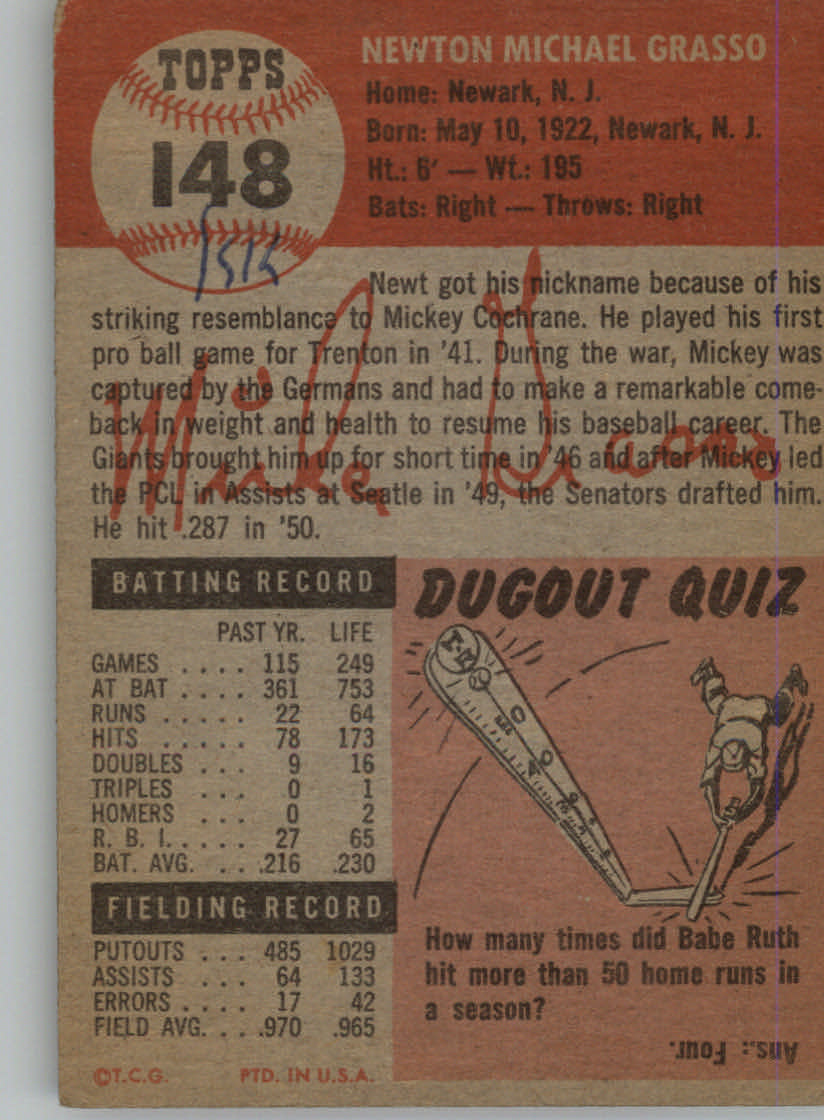 TOPPS
148
NEWTON MICHAEL GRASSO
Home: Newark, N. J.
Born: May 10, 1922, Newark, N. J.
Ht.: 6' — Wt.: 195
Bats: Right — Throws: Right
Newt got his nickname because of his
striking resemblance to Mickey Cochrane. He played his first
pro ball game for Trenton in '41. During the war, Mickey was
captured by the Germans and had to make a remarkable come-
back in weight and health to resume his baseball career. The
Giants brought him up for short time in '46 and after Mickey led
the PCL in Assists at Seatle in '49, the Senators drafted him.
He hit .287 in '50.
BATTING RECORD
PAST YR. LIFE
GAMES .... 115 249
AT BAT .... 361 753
RUNS ..... 22 64
HITS ..... 78 173
DOUBLES ... 9 16
TRIPLES ... 0 1
HOMERS ... 0 2
R. B. I. .... 27 65
BAT. AVG. ... .216 .230
FIELDING RECORD
PUTOUTS ... 485 1029
ASSISTS ... 64 133
ERRORS .... 17 42
FIELD AVG. ... .970 .965
©T.C.G. PTD. IN U.S.A.
DUGOUT QUIZ
How many times did Babe Ruth
hit more than 50 home runs in
a season?
Ans.: Four.